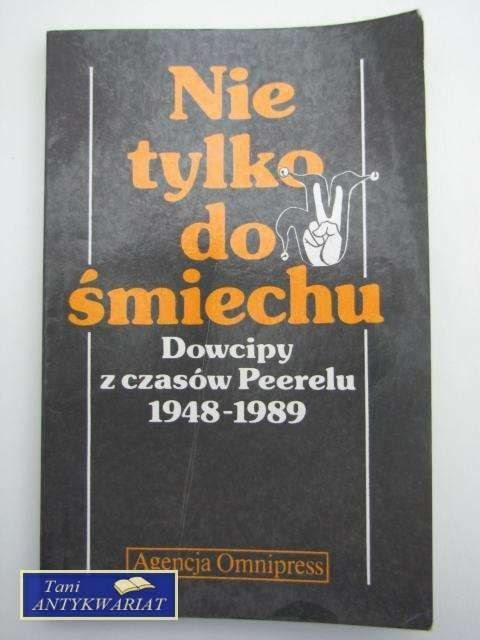 Nie
tylko
do
śmiechu
Dowcipy
z czasów Peerelu
1948-1989
Agencja Omnipress
Tani
ANTYKWARIAT